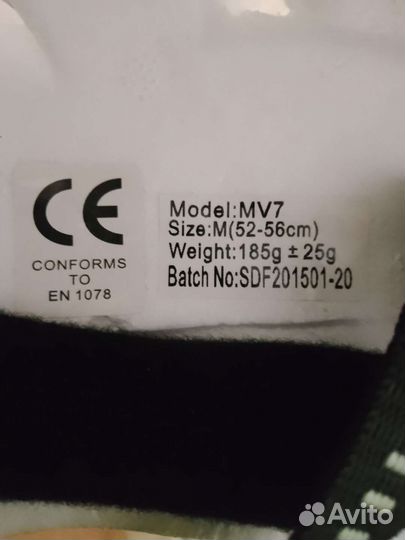 CE
CONFORMS
TO
EN 1078
Model:MV7
Size:M(52-56cm)
Weight:185g ± 25g
Batch No:SDF201501-20
Avito